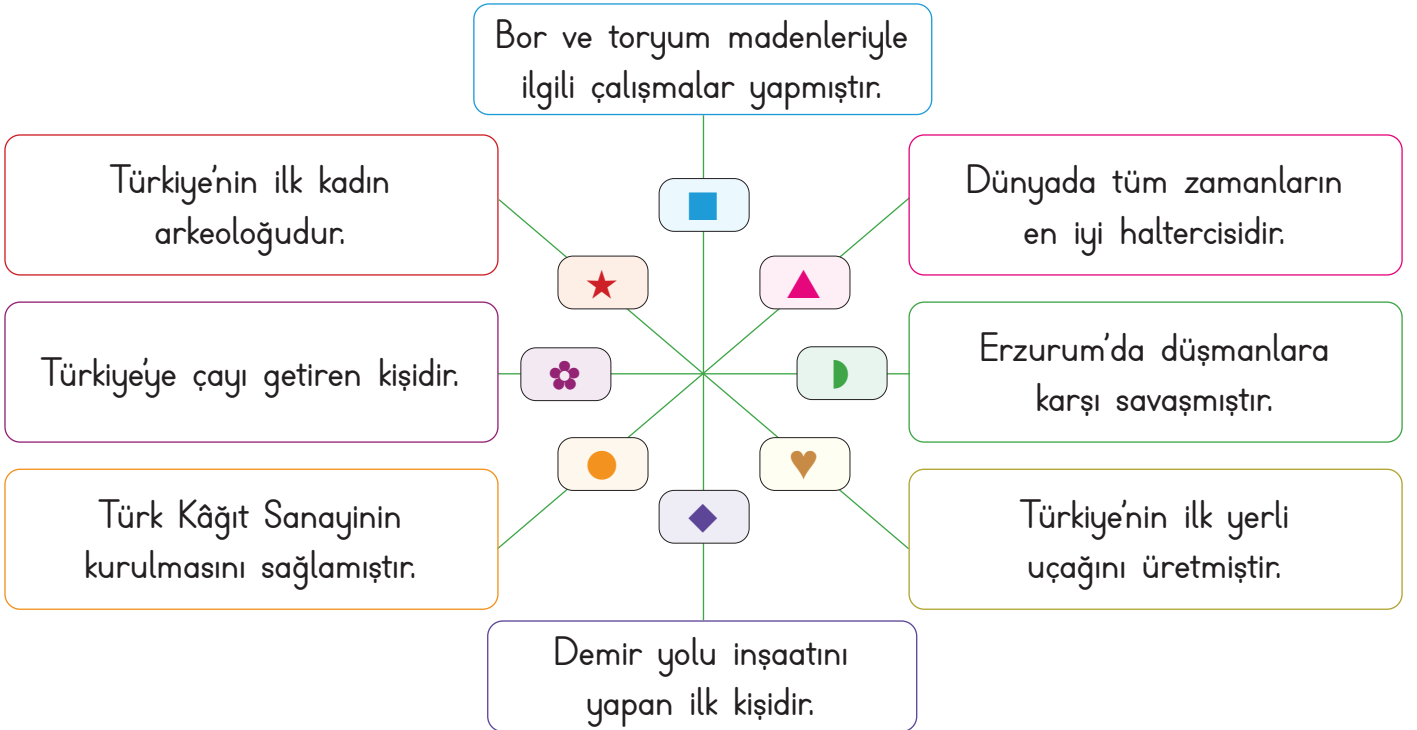 Bor ve toryum madenleriyle
ilgili çalışmalar yapmıştır.
Türkiye'nin ilk kadın
arkeoloğudur.
Dünyada tüm zamanların
en iyi haltercisidir.
Türkiye'ye çayı getiren kişidir.
Erzurum'da düşmanlara
karşı savaşmıştır.
Türk Kâğıt Sanayinin
kurulmasını sağlamıştır.
Türkiye'nin ilk yerli
uçağını üretmiştir.
Demir yolu inşaatını
yapan ilk kişidir.